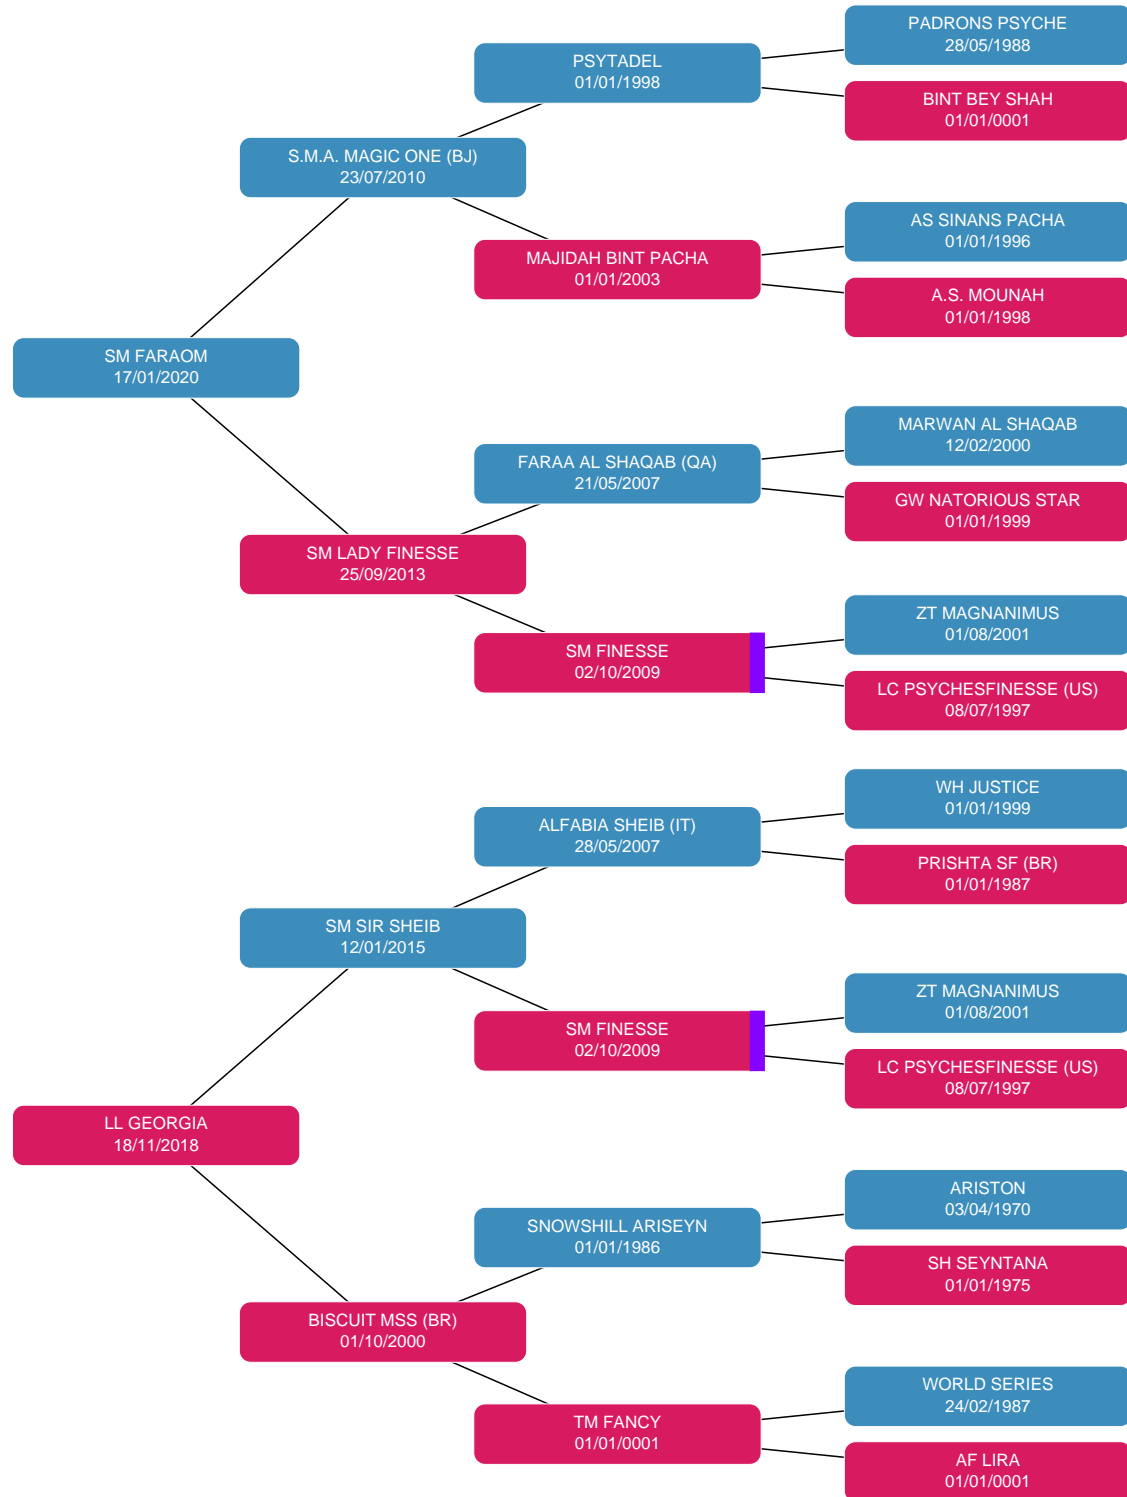 PADRONS PSYCHE
28/05/1988
PSYTADEL
01/01/1998
BINT BEY SHAH
01/01/0001
S.M.A. MAGIC ONE (BJ)
23/07/2010
AS SINANS PACHA
01/01/1996
MAJIDAH BINT PACHA
01/01/2003
A.S. MOUNAH
01/01/1998
SM FARAOM
17/01/2020
MARWAN AL SHAQAB
12/02/2000
FARAA AL SHAQAB (QA)
21/05/2007
GW NATORIOUS STAR
01/01/1999
SM LADY FINESSE
25/09/2013
ZT MAGNANIMUS
01/08/2001
SM FINESSE
02/10/2009
LC PSYCHESFINESSE (US)
08/07/1997
WH JUSTICE
01/01/1999
ALFABIA SHEIB (IT)
28/05/2007
PRISHTA SF (BR)
01/01/1987
SM SIR SHEIB
12/01/2015
ZT MAGNANIMUS
01/08/2001
SM FINESSE
02/10/2009
LC PSYCHESFINESSE (US)
08/07/1997
LL GEORGIA
18/11/2018
ARISTON
03/04/1970
SNOWSHILL ARISEYN
01/01/1986
SH SEYNTANA
01/01/1975
BISCUIT MSS (BR)
01/10/2000
WORLD SERIES
24/02/1987
TM FANCY
01/01/0001
AF LIRA
01/01/0001